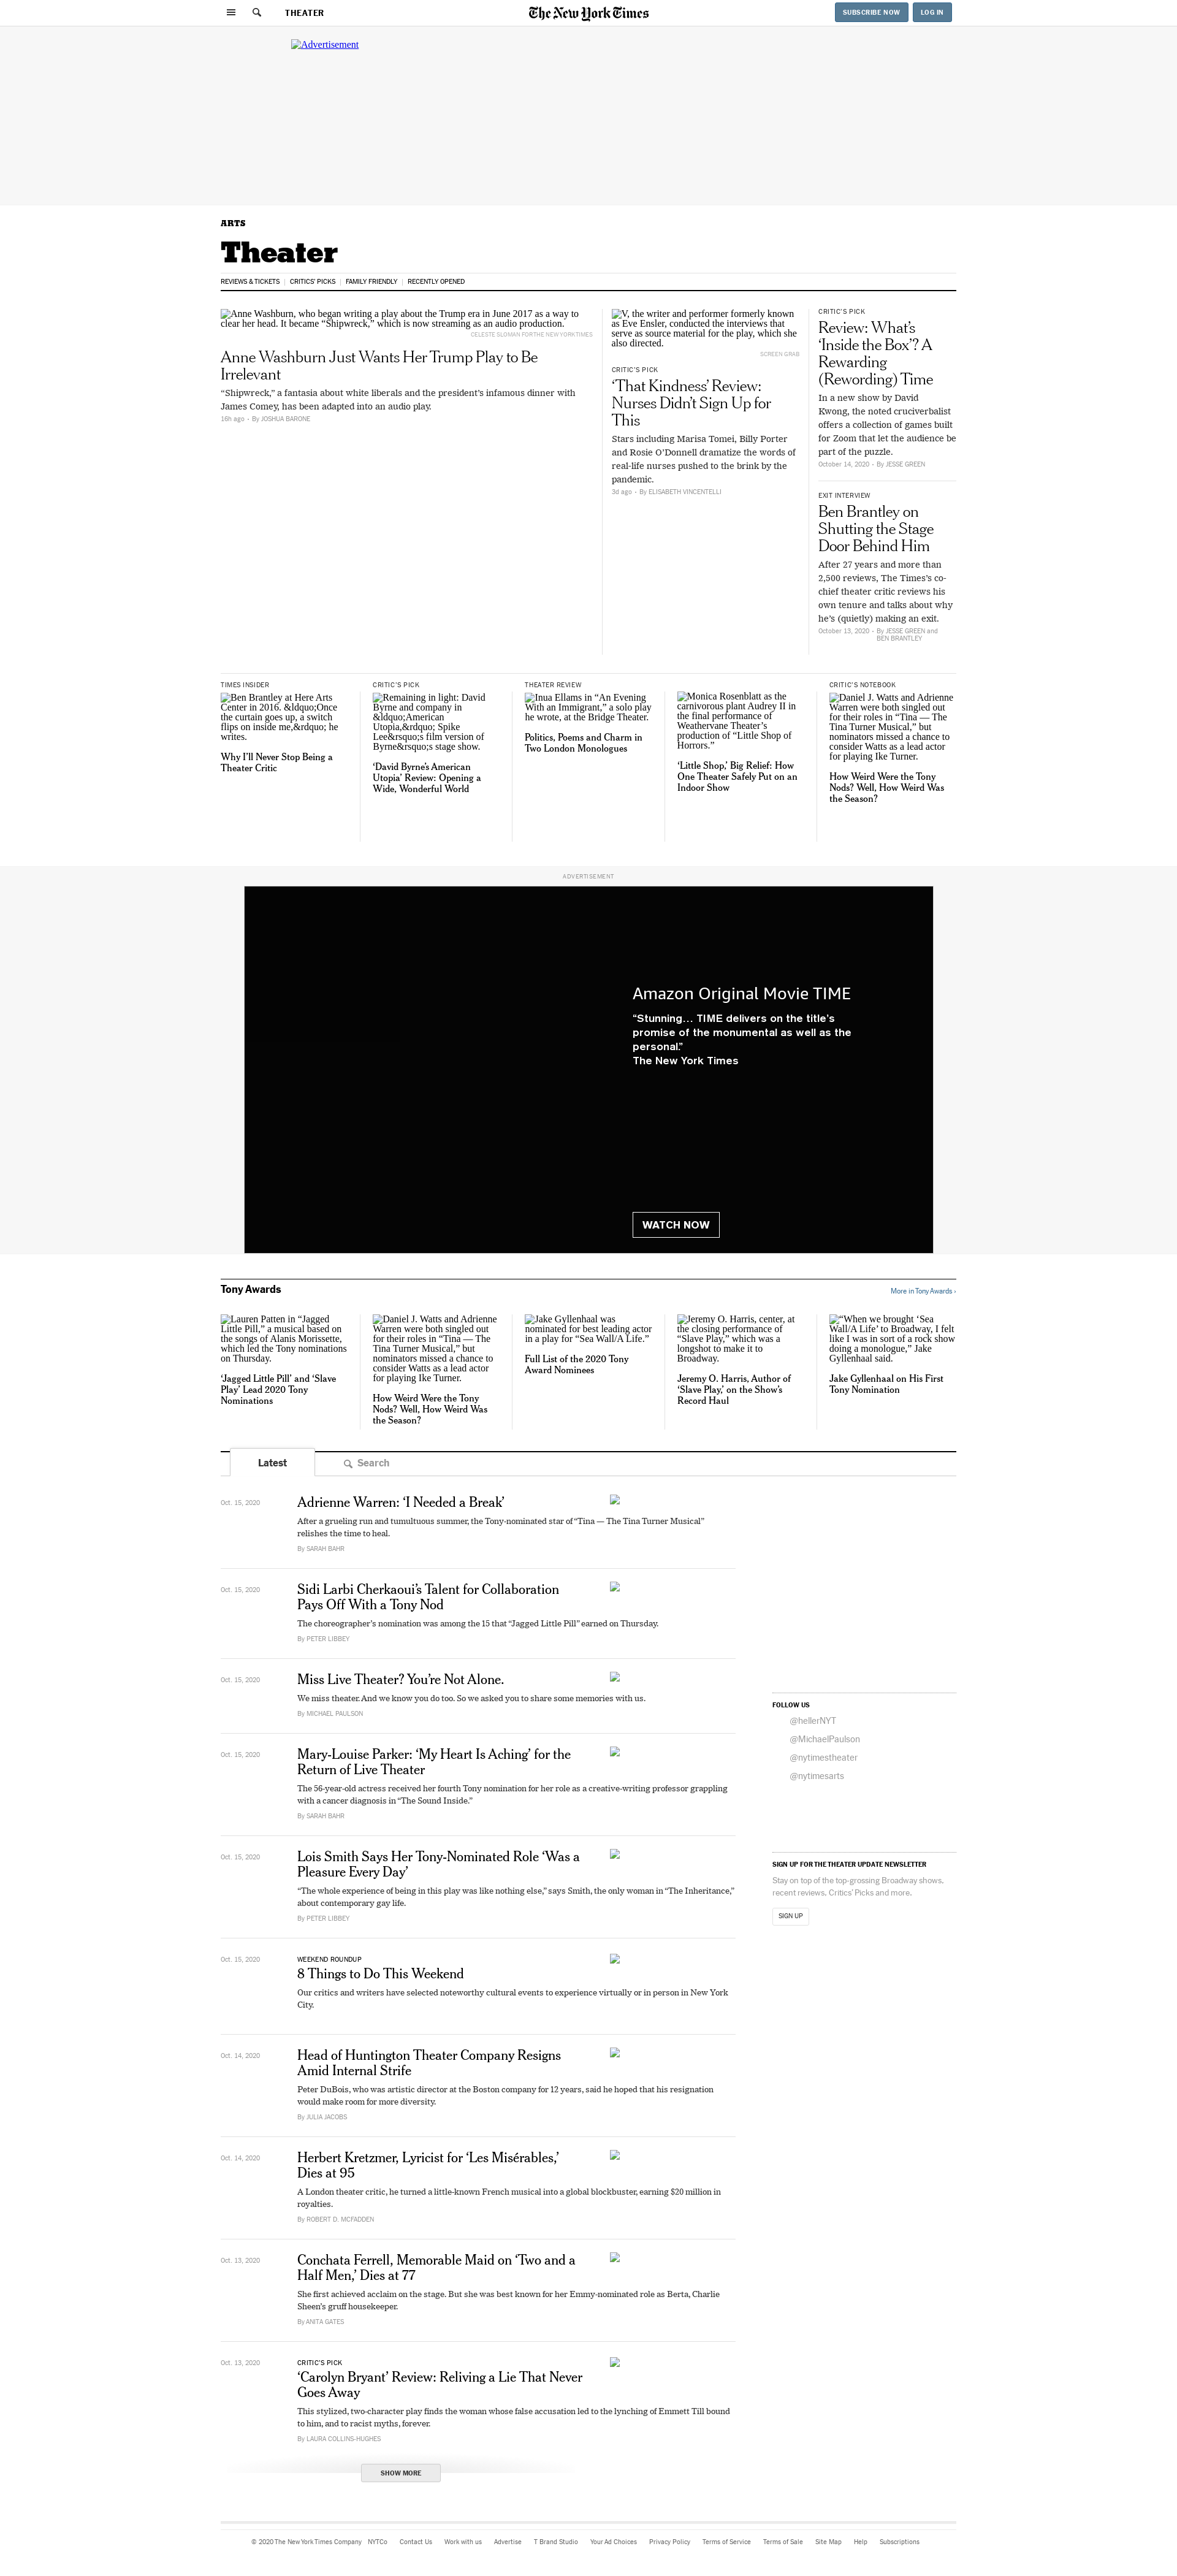 THEATER
The New York Times
SUBSCRIBE NOW
LOG IN
Advertisement
ARTS
Theater
REVIEWS & TICKETS
CRITICS' PICKS
FAMILY FRIENDLY
RECENTLY OPENED
Anne Washburn, who began writing a play about the Trump era in June 2017 as a way to
clear her head. It became “Shipwreck,” which is now streaming as an audio production.
CELESTE SLOMAN FOR THE NEW YORK TIMES
Anne Washburn Just Wants Her Trump Play to Be
Irrelevant
“Shipwreck,” a fantasia about white liberals and the president's infamous dinner with
James Comey, has been adapted into an audio play.
16h ago - By JOSHUA BARONE
V, the writer and performer formerly known
as Eve Ensler, conducted the interviews that
serve as source material for the play, which she
also directed.
SCREEN GRAB
CRITIC'S PICK
‘That Kindness’ Review:
Nurses Didn't Sign Up for
This
Stars including Marisa Tomei, Billy Porter
and Rosie O'Donnell dramatize the words of
real-life nurses pushed to the brink by the
pandemic.
3d ago - By ELISABETH VINCENTELLI
CRITIC'S PICK
Review: What's
‘Inside the Box’? A
Rewarding
(Rewording) Time
In a new show by David
Kwong, the noted cruciverbalist
offers a collection of games built
for Zoom that let the audience be
part of the puzzle.
October 14, 2020 - By JESSE GREEN
EXIT INTERVIEW
Ben Brantley on
Shutting the Stage
Door Behind Him
After 27 years and more than
2,500 reviews, The Times's co-
chief theater critic reviews his
own tenure and talks about why
he's (quietly) making an exit.
October 13, 2020 - By JESSE GREEN and
BEN BRANTLEY
TIMES INSIDER
Ben Brantley at Here Arts
Center in 2016. &ldquo;Once
the curtain goes up, a switch
flips on inside me,&rdquo; he
writes.
Why I'll Never Stop Being a
Theater Critic
CRITIC'S PICK
Remaining in light: David
Byrne and company in
&ldquo;American
Utopia,&rdquo; Spike
Lee&rsquo;s film version of
Byrne&rsquo;s stage show.
‘David Byrne's American
Utopia’ Review: Opening a
Wide, Wonderful World
THEATER REVIEW
Inua Ellams in “An Evening
With an Immigrant,” a solo play
he wrote, at the Bridge Theater.
Politics, Poems and Charm in
Two London Monologues
Monica Rosenblatt as the
carnivorous plant Audrey II in
the final performance of
Weathervane Theater’s
production of “Little Shop of
Horrors.”
‘Little Shop,’ Big Relief: How
One Theater Safely Put on an
Indoor Show
CRITIC'S NOTEBOOK
Daniel J. Watts and Adrienne
Warren were both singled out
for their roles in “Tina — The
Tina Turner Musical,” but
nominators missed a chance to
consider Watts as a lead actor
for playing Ike Turner.
How Weird Were the Tony
Nods? Well, How Weird Was
the Season?
ADVERTISEMENT
Amazon Original Movie TIME
“Stunning… TIME delivers on the title's
promise of the monumental as well as the
personal.”
The New York Times
WATCH NOW
Tony Awards
More in Tony Awards ›
Lauren Patten in “Jagged
Little Pill,” a musical based on
the songs of Alanis Morissette,
which led the Tony nominations
on Thursday.
‘Jagged Little Pill’ and ‘Slave
Play’ Lead 2020 Tony
Nominations
Daniel J. Watts and Adrienne
Warren were both singled out
for their roles in “Tina — The
Tina Turner Musical,” but
nominators missed a chance to
consider Watts as a lead actor
for playing Ike Turner.
How Weird Were the Tony
Nods? Well, How Weird Was
the Season?
Jake Gyllenhaal was
nominated for best leading actor
in a play for “Sea Wall/A Life.”
Full List of the 2020 Tony
Award Nominees
Jeremy O. Harris, center, at
the closing performance of
“Slave Play,” which was a
longshot to make it to
Broadway.
Jeremy O. Harris, Author of
‘Slave Play,’ on the Show's
Record Haul
“When we brought ‘Sea
Wall/A Life’ to Broadway, I felt
like I was in sort of a rock show
doing a monologue,” Jake
Gyllenhaal said.
Jake Gyllenhaal on His First
Tony Nomination
Latest
Search
Oct. 15, 2020
Adrienne Warren: ‘I Needed a Break’
After a grueling run and tumultuous summer, the Tony-nominated star of “Tina — The Tina Turner Musical”
relishes the time to heal.
By SARAH BAHR
Oct. 15, 2020
Sidi Larbi Cherkaoui's Talent for Collaboration
Pays Off With a Tony Nod
The choreographer's nomination was among the 15 that “Jagged Little Pill” earned on Thursday.
By PETER LIBBEY
Oct. 15, 2020
Miss Live Theater? You're Not Alone.
We miss theater. And we know you do too. So we asked you to share some memories with us.
By MICHAEL PAULSON
Oct. 15, 2020
Mary-Louise Parker: ‘My Heart Is Aching’ for the
Return of Live Theater
The 56-year-old actress received her fourth Tony nomination for her role as a creative-writing professor grappling
with a cancer diagnosis in “The Sound Inside.”
By SARAH BAHR
Oct. 15, 2020
Lois Smith Says Her Tony-Nominated Role ‘Was a
Pleasure Every Day’
“The whole experience of being in this play was like nothing else,” says Smith, the only woman in “The Inheritance,”
about contemporary gay life.
By PETER LIBBEY
Oct. 15, 2020
WEEKEND ROUNDUP
8 Things to Do This Weekend
Our critics and writers have selected noteworthy cultural events to experience virtually or in person in New York
City.
Oct. 14, 2020
Head of Huntington Theater Company Resigns
Amid Internal Strife
Peter DuBois, who was artistic director at the Boston company for 12 years, said he hoped that his resignation
would make room for more diversity.
By JULIA JACOBS
Oct. 14, 2020
Herbert Kretzmer, Lyricist for ‘Les Misérables,’
Dies at 95
A London theater critic, he turned a little-known French musical into a global blockbuster, earning $20 million in
royalties.
By ROBERT D. MCFADDEN
Oct. 13, 2020
Conchata Ferrell, Memorable Maid on ‘Two and a
Half Men,’ Dies at 77
She first achieved acclaim on the stage. But she was best known for her Emmy-nominated role as Berta, Charlie
Sheen's gruff housekeeper.
By ANITA GATES
Oct. 13, 2020
CRITIC'S PICK
‘Carolyn Bryant’ Review: Reliving a Lie That Never
Goes Away
This stylized, two-character play finds the woman whose false accusation led to the lynching of Emmett Till bound
to him, and to racist myths, forever.
By LAURA COLLINS-HUGHES
SHOW MORE
FOLLOW US
@hellerNYT
@MichaelPaulson
@nytimestheater
@nytimesarts
SIGN UP FOR THE THEATER UPDATE NEWSLETTER
Stay on top of the top-grossing Broadway shows,
recent reviews, Critics' Picks and more.
SIGN UP
© 2020 The New York Times Company
NYTCo
Contact Us
Work with us
Advertise
T Brand Studio
Your Ad Choices
Privacy Policy
Terms of Service
Terms of Sale
Site Map
Help
Subscriptions